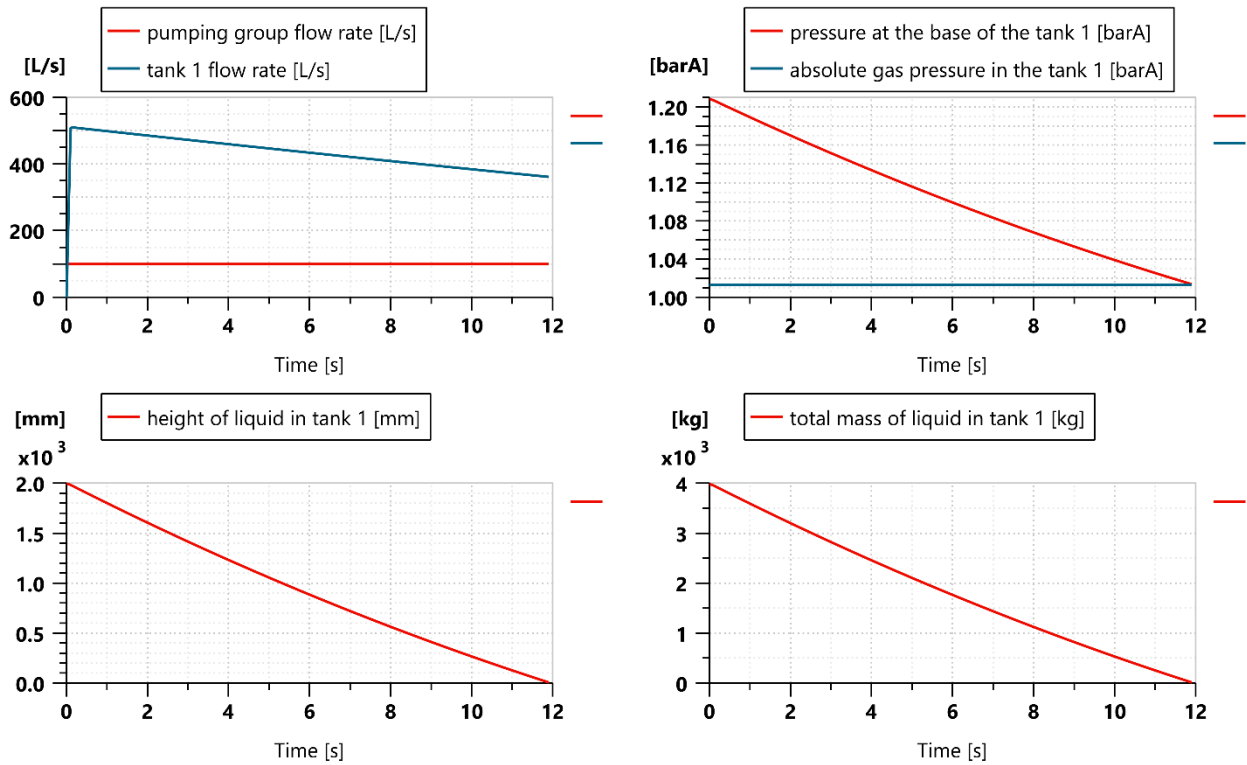 pumping group flow rate [L/s]
tank 1 flow rate [L/s]
[L/s]
600
400
200
0
0 2 4 6 8 10 12
Time [s]
pressure at the base of the tank 1 [barA]
absolute gas pressure in the tank 1 [barA]
[barA]
1.20
1.16
1.12
1.08
1.04
1.00
0 2 4 6 8 10 12
Time [s]
[mm]
height of liquid in tank 1 [mm]
x10 3
2.0
1.5
1.0
0.5
0.0
0 2 4 6 8 10 12
Time [s]
[kg]
total mass of liquid in tank 1 [kg]
x10 3
4
3
2
1
0
0 2 4 6 8 10 12
Time [s]